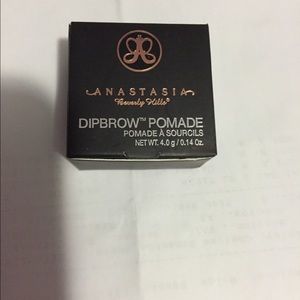 ANASTASIA
Beverly Hills®
DIPBROW™ POMADE
POMADE À SOURCILS
NET WT. 4.0 g / 0.14 Oz.